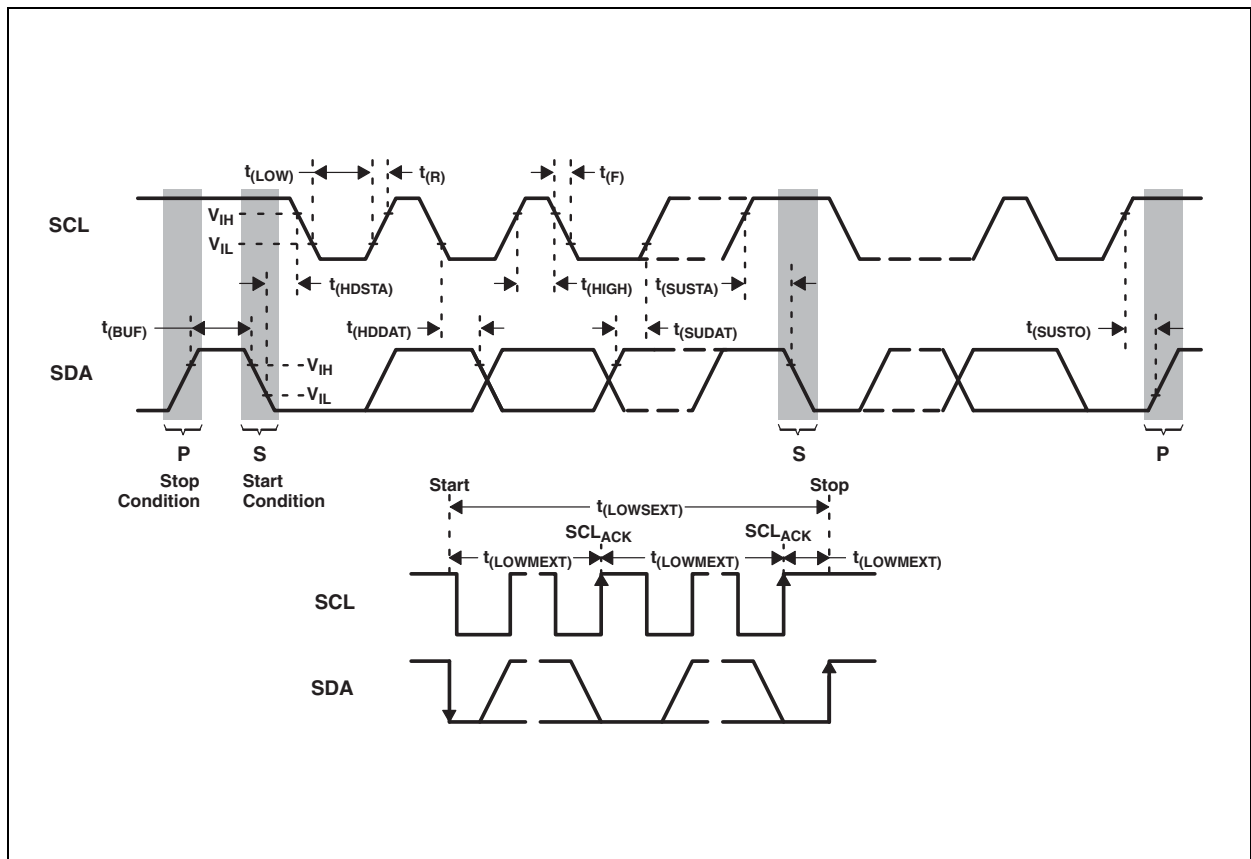 t(LOW)
t(R)
t(F)
SCL
VIH
VIL
t(HDSTA)
t(HIGH)
t(SUSTA)
t(BUF)
t(HDDAT)
t(SUDAT)
t(SUSTO)
SDA
VIH
VIL
P
S
S
P
Stop
Condition
Start
Condition
Start
Stop
t(LOWSEXT)
SCLACK
SCLACK
t(LOWMEXT)
t(LOWMEXT)
t(LOWMEXT)
SCL
SDA